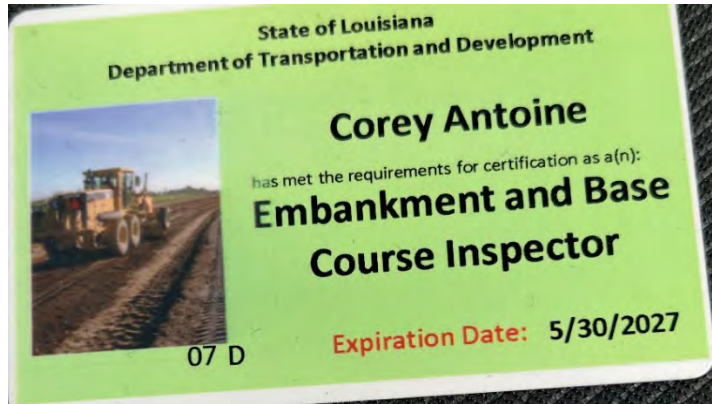 State of Louisiana
Department of Transportation and Development
Corey Antoine
has met the requirements for certification as a(n):
Embankment and Base
Course Inspector
07 D
Expiration Date: 5/30/2027